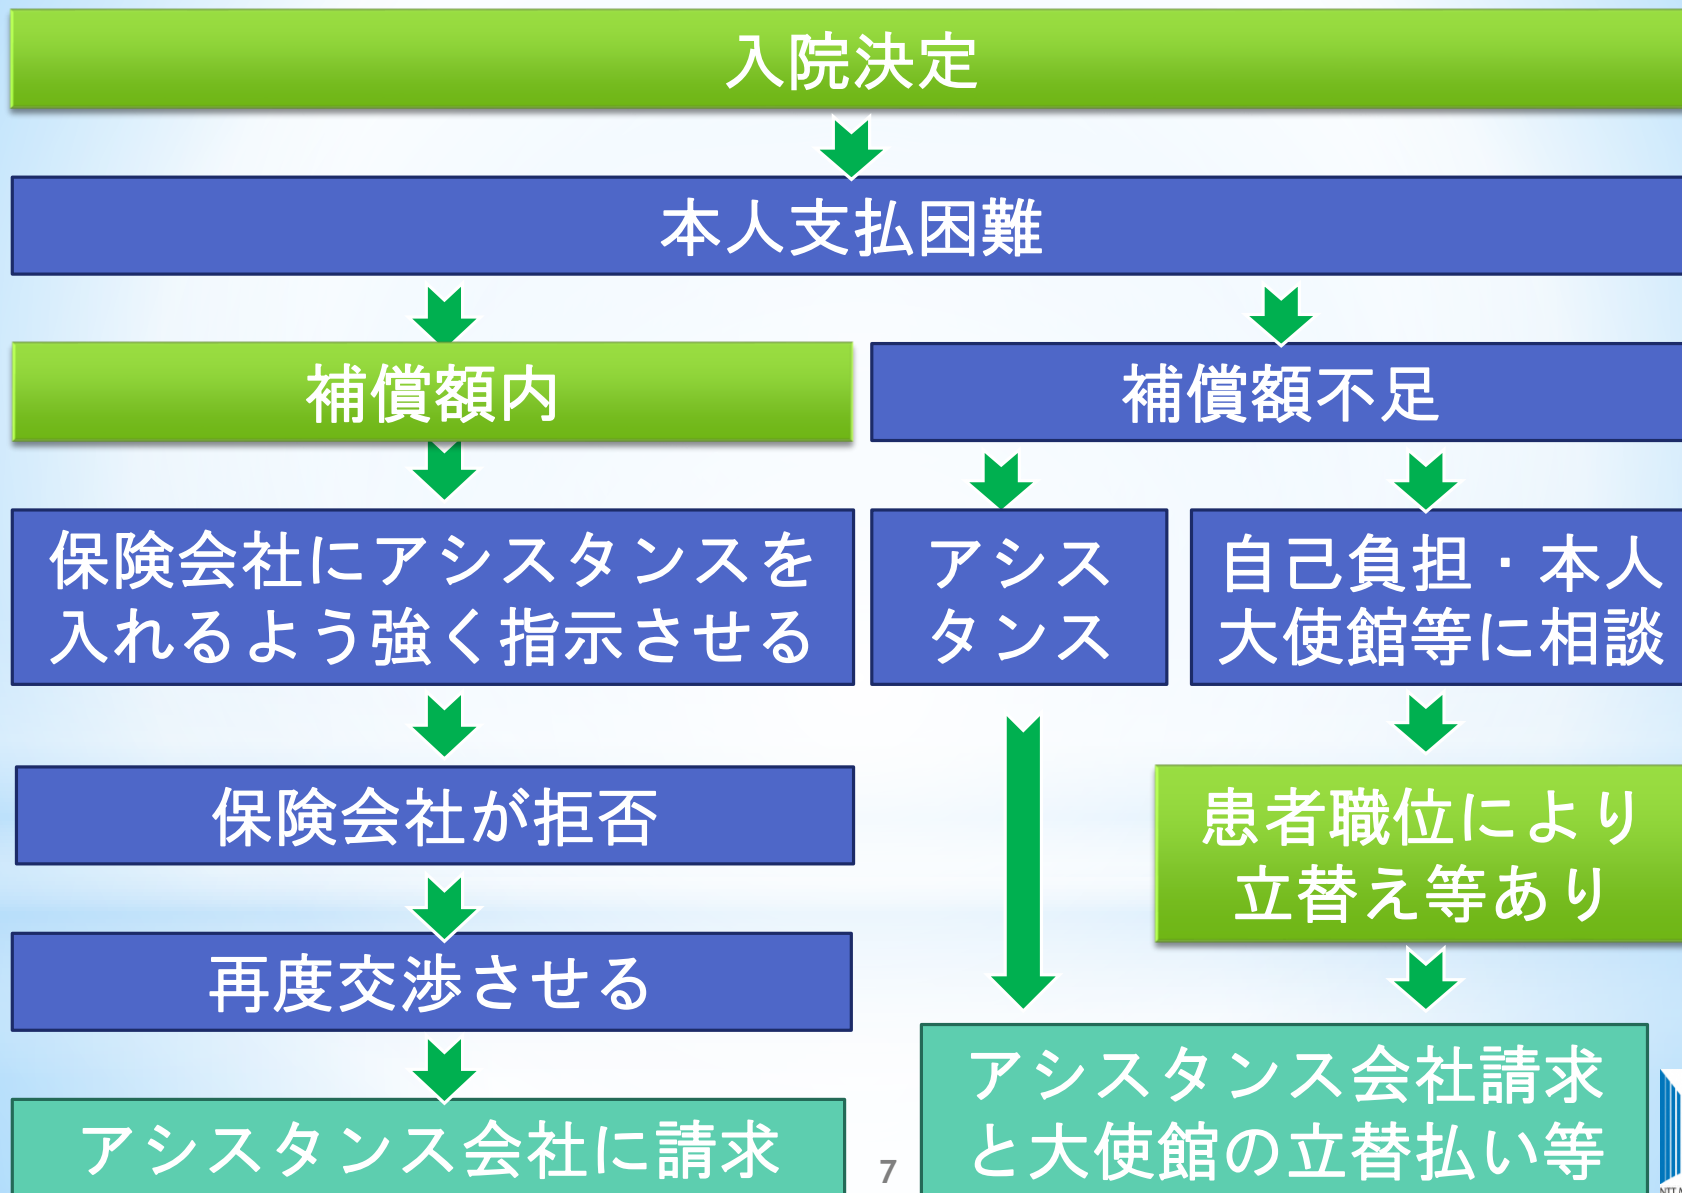 入院決定
本人支払困難
補償額内
補償額不足
保険会社にアシスタンスを
入れるよう強く指示させる
アシス
タンス
自己負担・本人
大使館等に相談
保険会社が拒否
患者職位により
立替え等あり
再度交渉させる
アシスタンス会社に請求
アシスタンス会社請求
と大使館の立替払い等
7